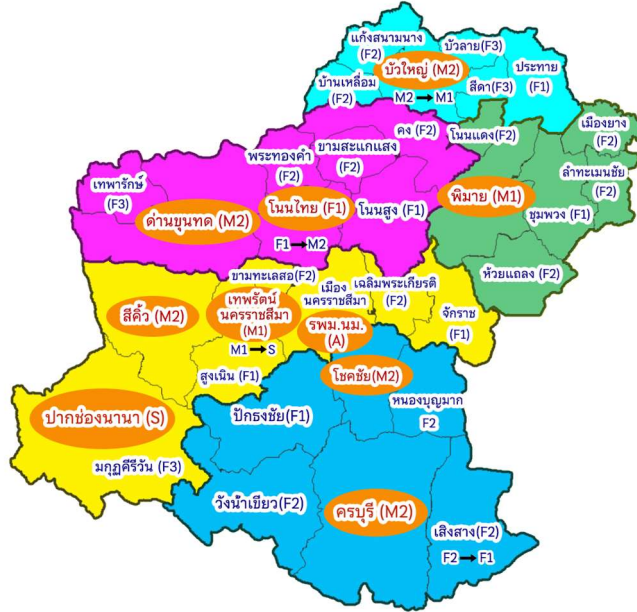 แก้งสนามนาง
(F2)
บัวลาย(F3)
บัวใหญ่ (M2)
ประทาย
(F1)
บ้านเหลื่อม
(F2)
M2 → M1
สีดา(F3)
คง (F2)
โนนแดง(F2)
เมืองยาง
(F2)
ขามสะแกแสง
(F2)
พระทองคำ
(F2)
ลำทะเมนชัย
(F2)
เทพารักษ์
(F3)
ด่านขุนทด (M2)
โนนไทย (F1)
โนนสูง (F1)
พิมาย (M1)
ชุมพวง (F1)
F1 → M2
ห้วยแถลง (F2)
ขามทะเลสอ(F2)
เมือง
นครราชสีมา
เฉลิมพระเกียรติ
(F2)
สีคิ้ว (M2)
เทพรัตน์
นครราชสีมา
(M1)
จักราช
(F1)
รพม.นม.
(A)
M1 → S
สูงเนิน (F1)
โชคชัย(M2)
หนองบุญมาก
F2
ปากช่องนานา (S)
ปักธงชัย(F1)
มกุฏคีรีวัน (F3)
วังน้ำเขียว(F2)
ครบุรี (M2)
เสิงสาง(F2)
F2 → F1